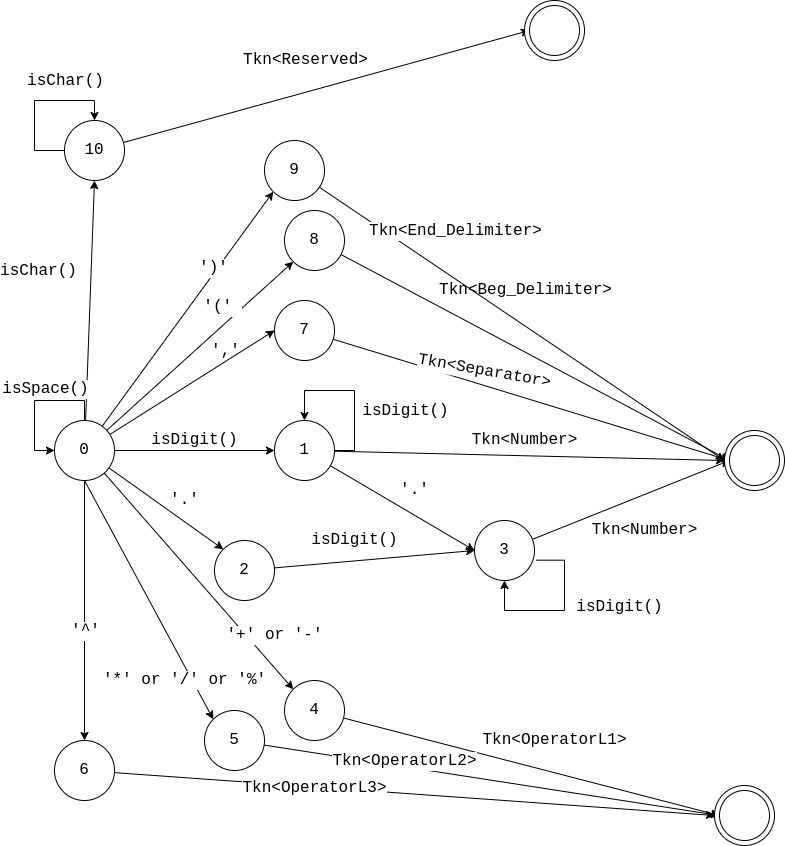 Tkn<Reserved>
isChar()
10
9
Tkn<End_Delimiter>
8
isChar()
')'
Tkn<Beg_Delimiter>
'('
7
','
Tkn<Separator>
isSpace()
isDigit()
0
isDigit()
1
Tkn<Number>
'.'
'.'
Tkn<Number>
isDigit()
3
2
isDigit()
'^'
'+' or '-'
'*' or '/' or '%'
4
5
Tkn<OperatorL1>
Tkn<OperatorL2>
6
Tkn<OperatorL3>